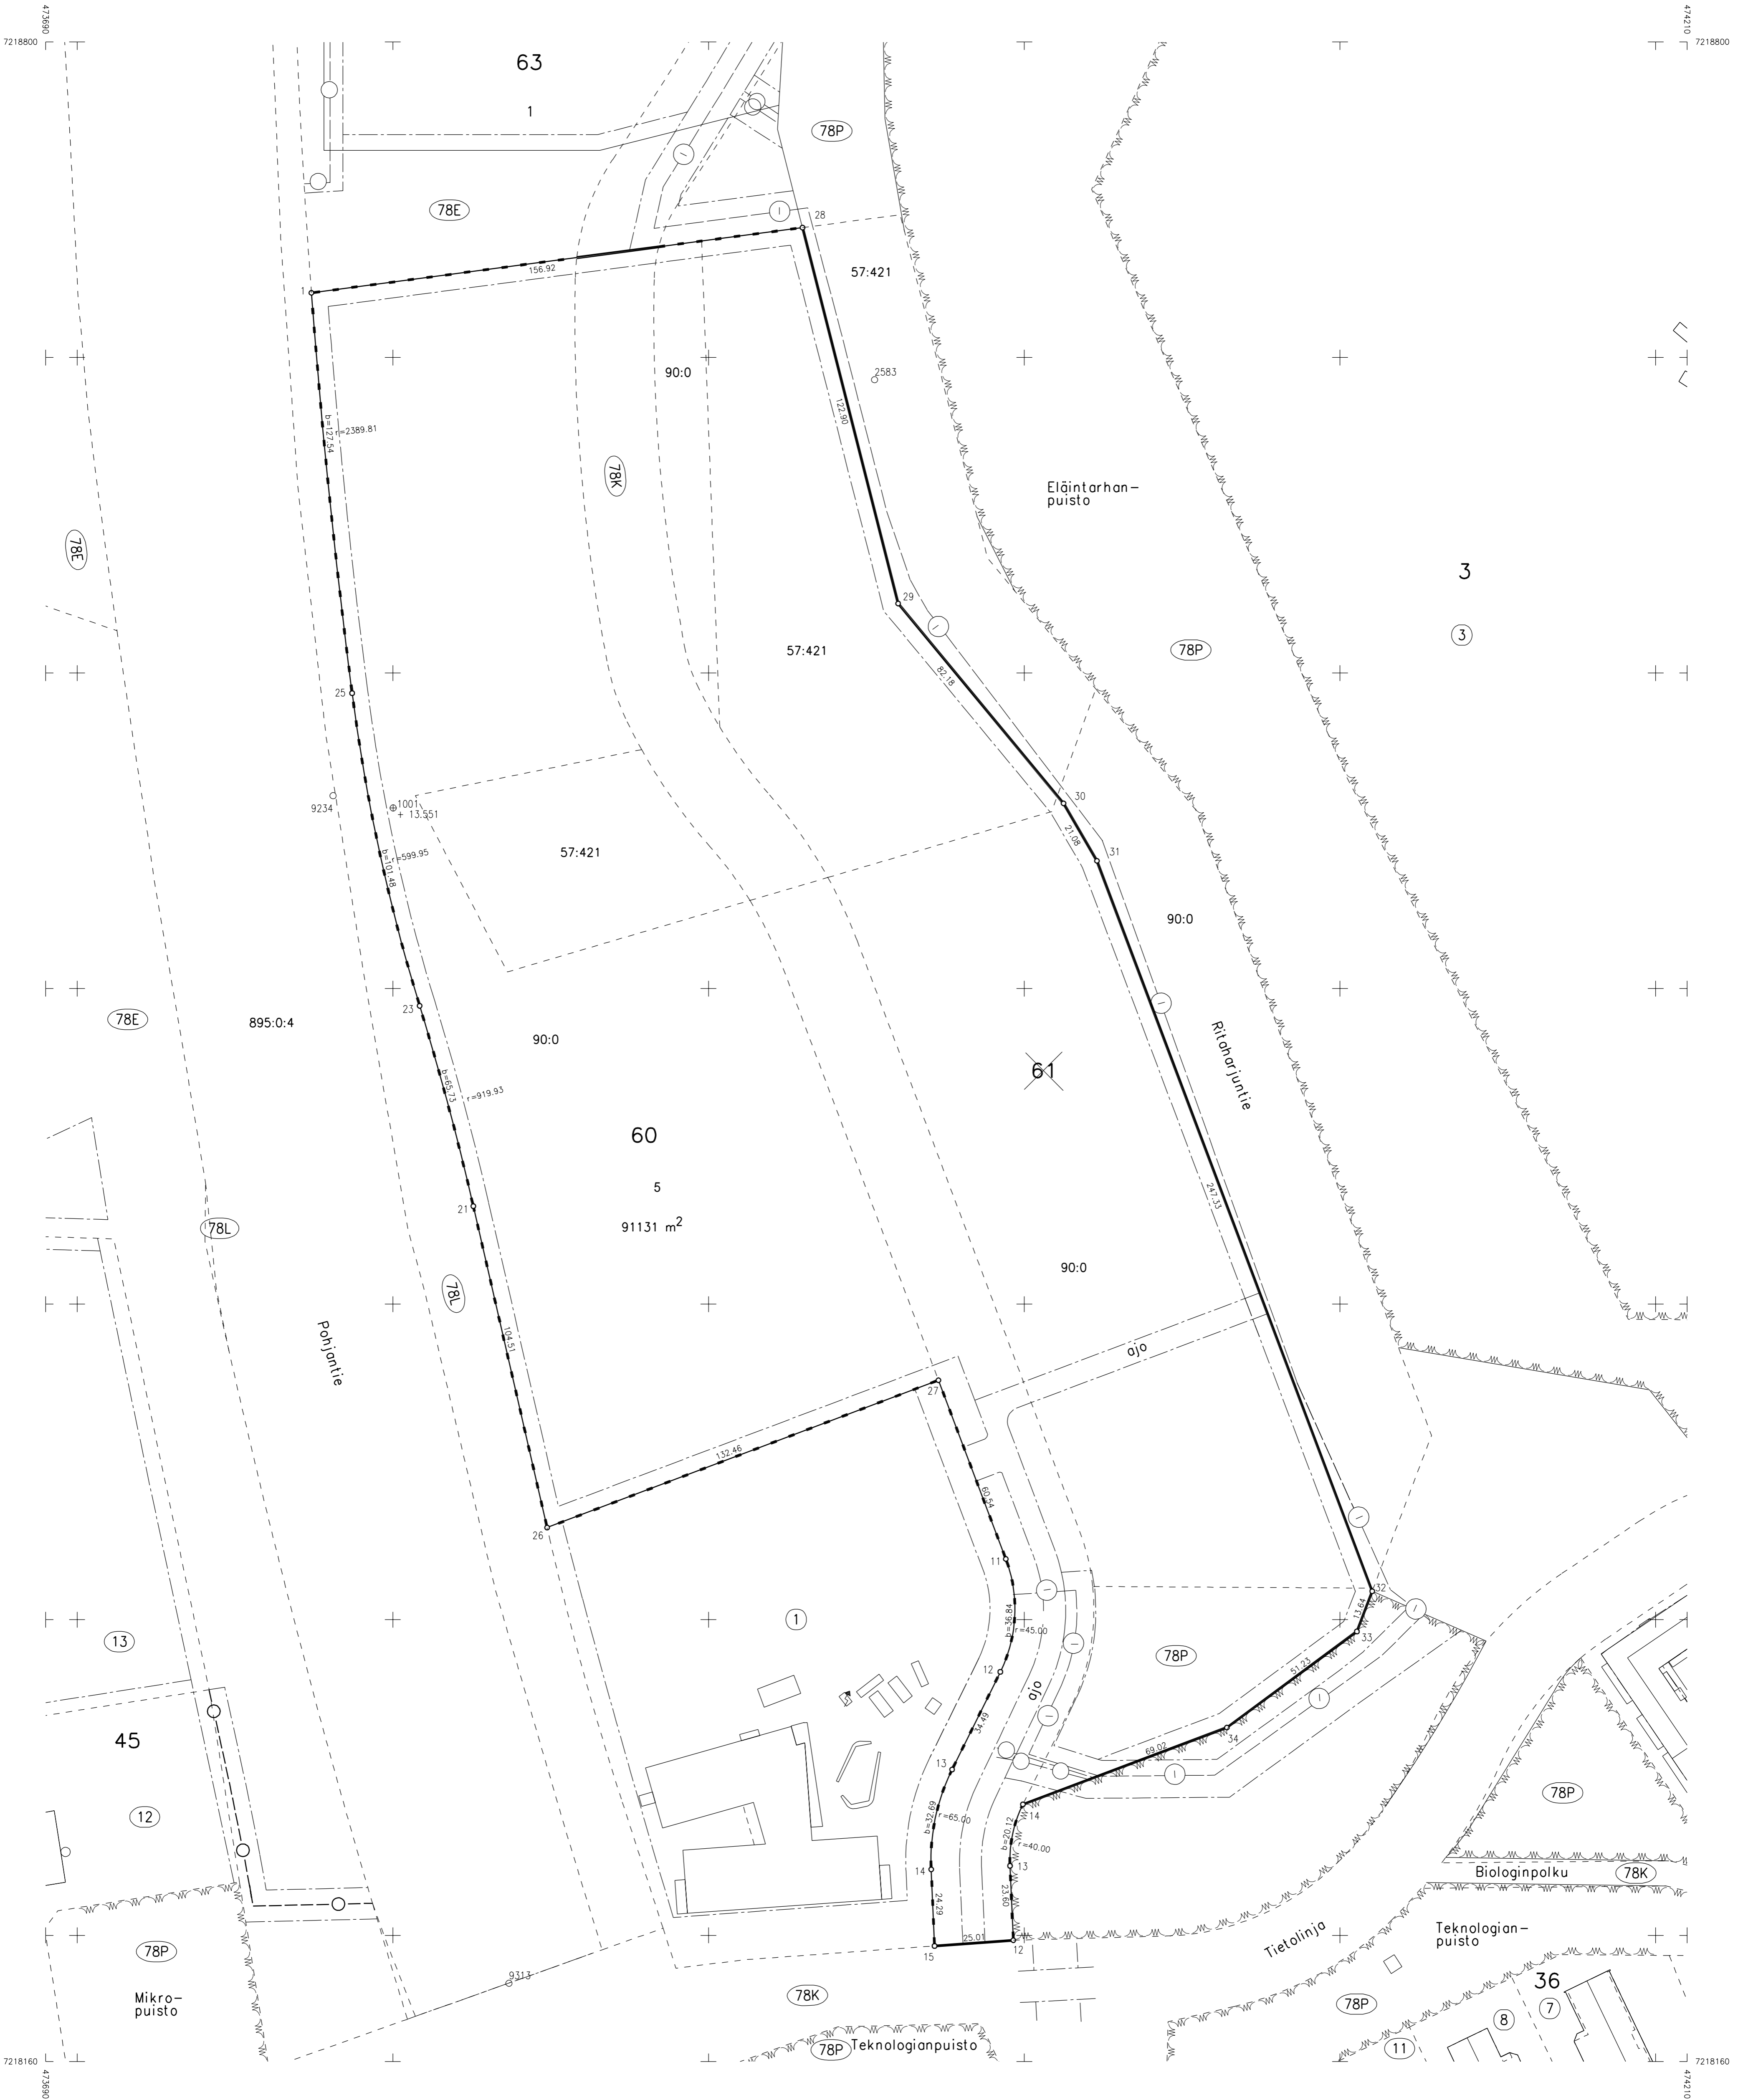 473690
474210
7218800
7218800
63
1
78P
78E
28
156.92
1
57:421
90:0
2583
122.90
b=127.54
r=2389.81
78K
Eläintarhan-
puisto
78E
3
3
29
78P
57:421
82.18
25
9234
1001
+ 13.551
30
21.08
57:421
31
b=101.48
r=599.95
90:0
23
78E
895:0:4
90:0
Ritaharjuntie
61
b=65.73
r=919.93
60
5
91131 m²
21
247.33
78L
90:0
78L
104.51
Pohjantie
ajo
27
132.46
60.54
26
11
32
13.64
1
b=36.84
r=45.00
33
13
78P
12
51.23
ajo
34.49
34
45
69.02
13
14
12
b=32.69
r=65.00
b=20.12
r=40.00
78P
14
13
Biologinpolku
78K
24.29
23.60
25.01
15
12
Tietolinja
Teknologian-
puisto
78P
9313
36
Mikro-
puisto
78K
78P
7
8
78P
Teknologianpuisto
11
7218160
7218160
473690
474210